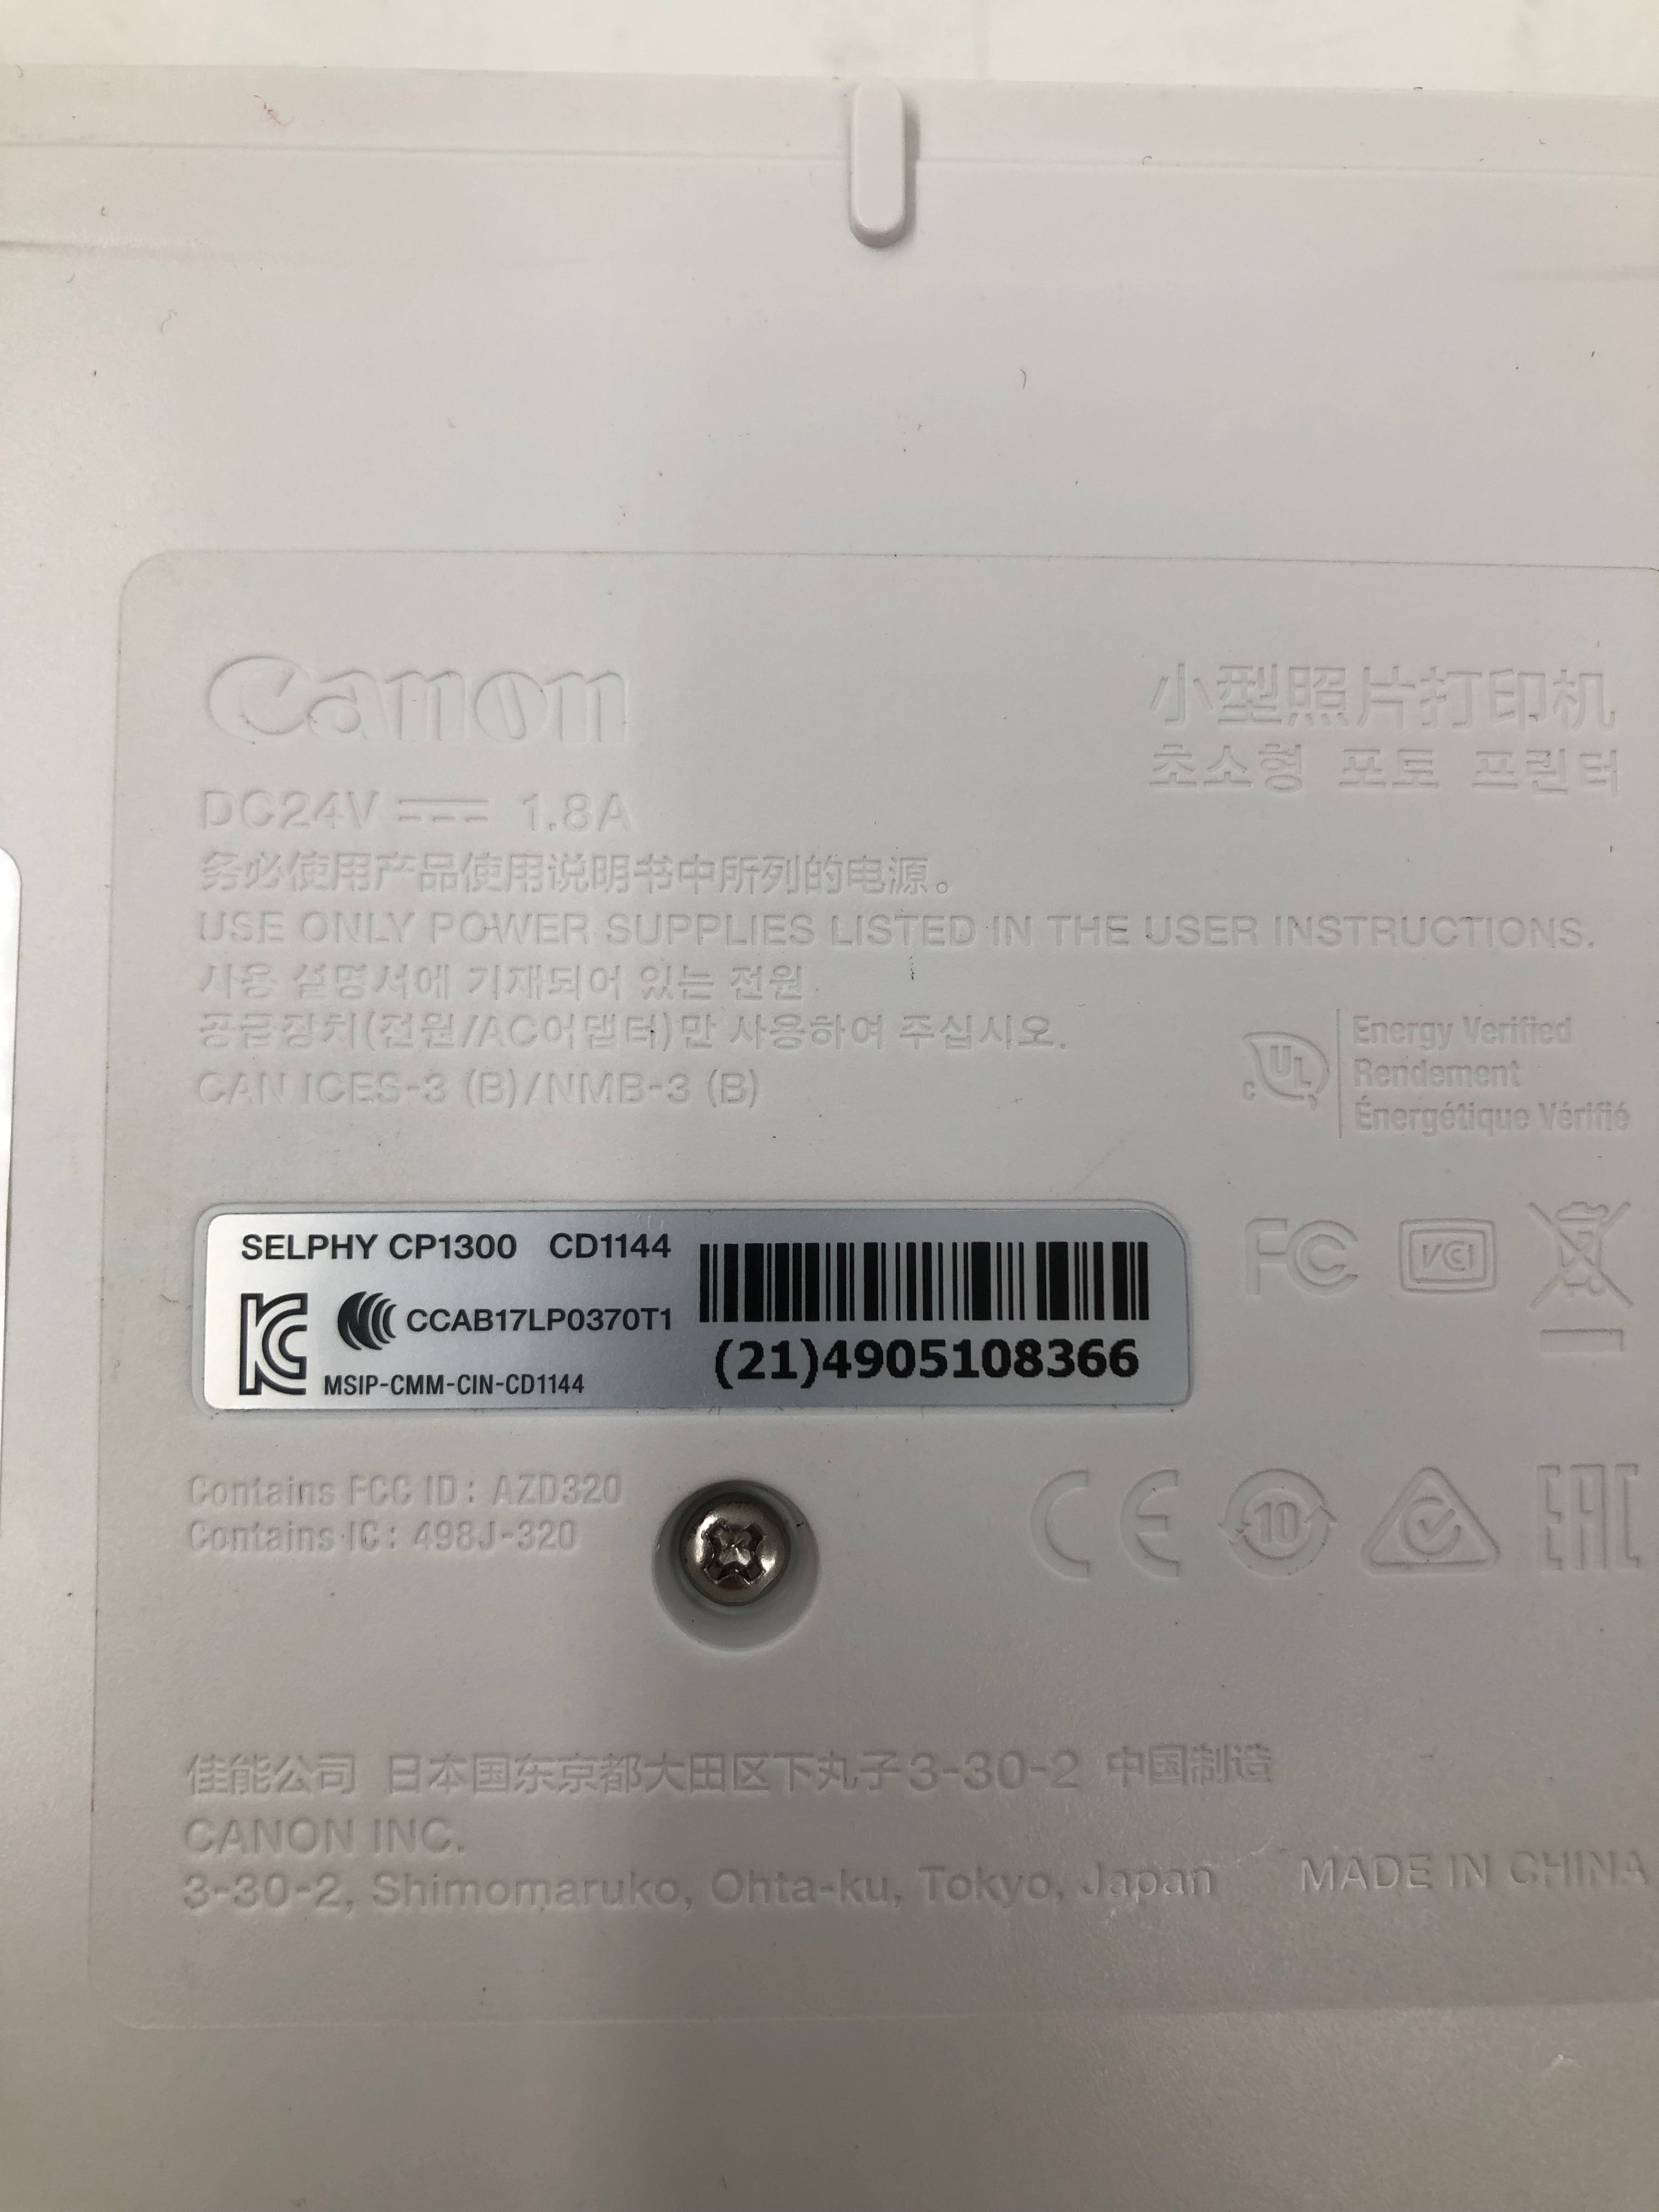 Canon
小型照片打印机
초소형 포토 프린터
DC24V 1.8A
务必使用产品使用说明书中所列的电源。
USE ONLY POWER SUPPLIES LISTED IN THE USER INSTRUCTIONS.
사용 설명서에 기재되어 있는 전원
공급장치(전원/AC어댑터)만 사용하여 주십시오.
CAN ICES-3 (B)/NMB-3 (B)
c UL
Energy Verified
Rendement
Énergétique Vérifié
SELPHY CP1300 CD1144
CCAB17LP0370T1
MSIP-CMM-CIN-CD1144
(21)4905108366
FC
VCI
Contains FCC ID : AZD320
Contains IC : 498J-320
CE
10
EAC
佳能公司 日本国东京都大田区下丸子3-30-2 中国制造
CANON INC.
3-30-2, Shimomaruko, Ohta-ku, Tokyo, Japan
MADE IN CHINA